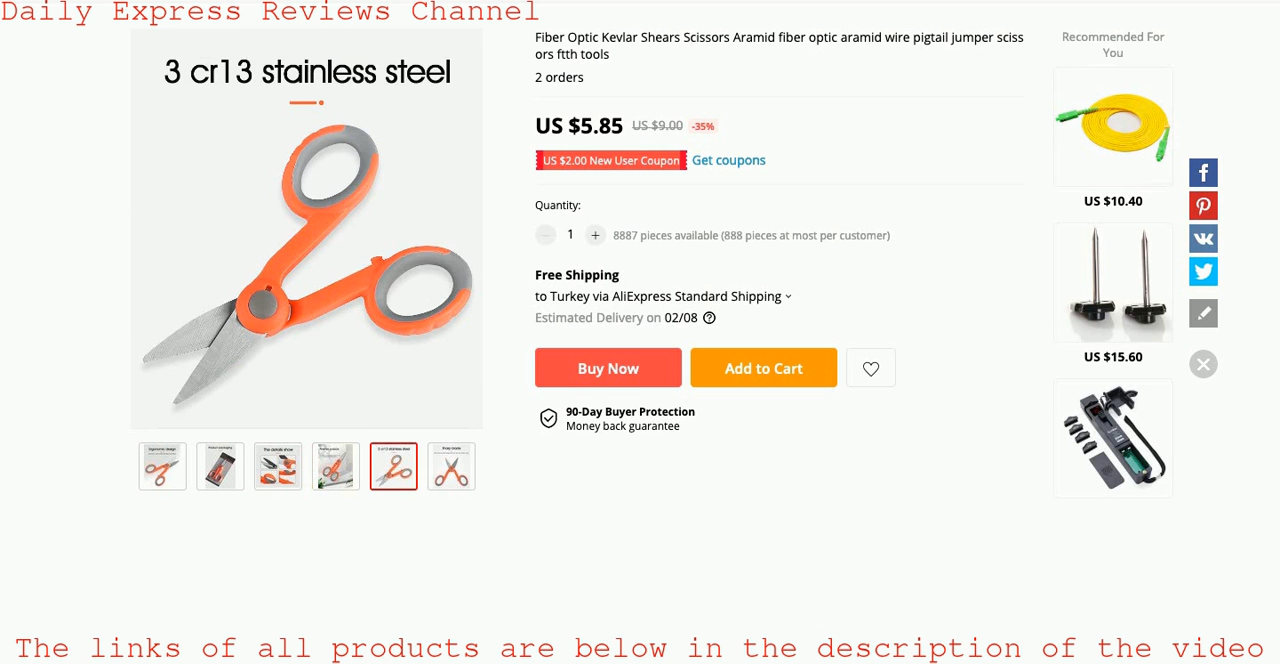 Daily Express Reviews Channel
3 cr13 stainless steel
Fiber Optic Kevlar Shears Scissors Aramid fiber optic aramid wire pigtail jumper sciss
ors ftth tools
2 orders
US $5.85 US $9.00 -35%
US $2.00 New User Coupon Get coupons
Quantity:
1 + 8887 pieces available (888 pieces at most per customer)
Free Shipping
to Turkey via AliExpress Standard Shipping
Estimated Delivery on 02/08
Buy Now
Add to Cart
90-Day Buyer Protection
Money back guarantee
Recommended For
You
US $10.40
US $15.60
The links of all products are below in the description of the video